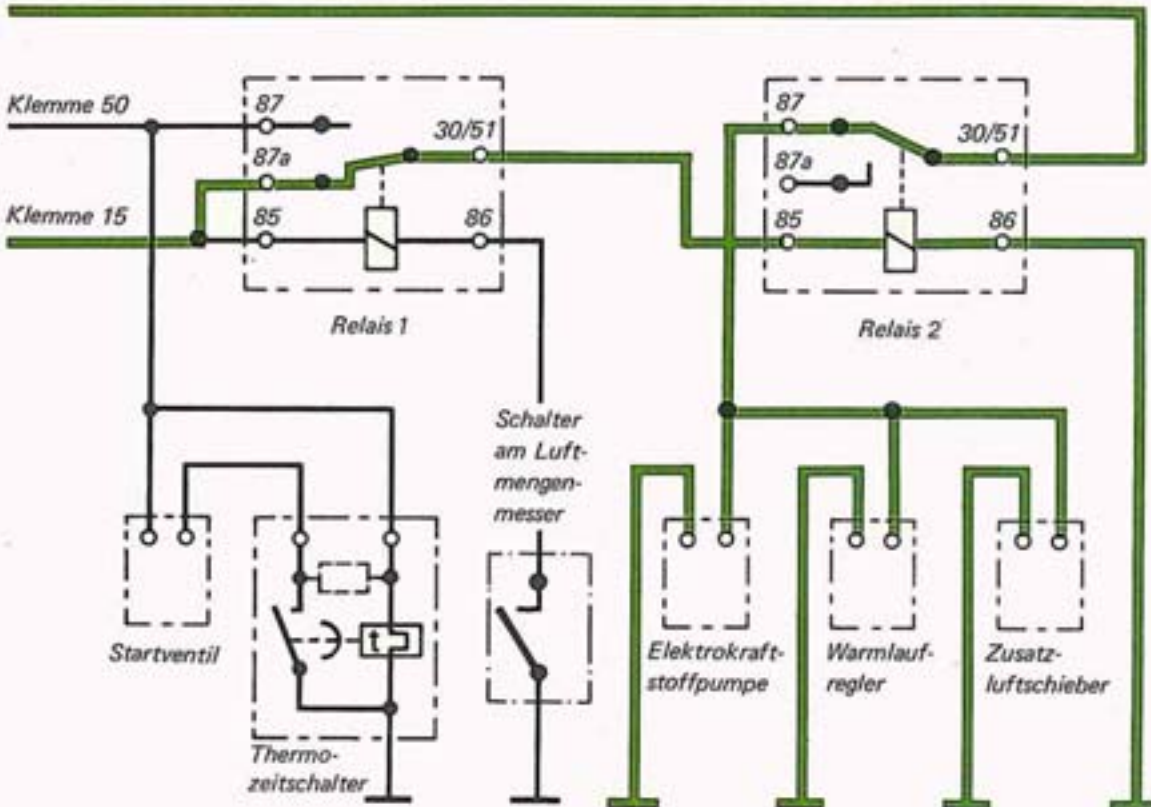 Klemme 50
87
30/51
87a
Klemme 15
85
86
Relais 1
87
30/51
87a
85
86
Relais 2
Schalter
am Luft-
mengen-
messer
Startventil
t
Thermo-
zeitschalter
Elektrokraft-
stoffpumpe
Warmlauf-
regler
Zusatz-
luftschieber